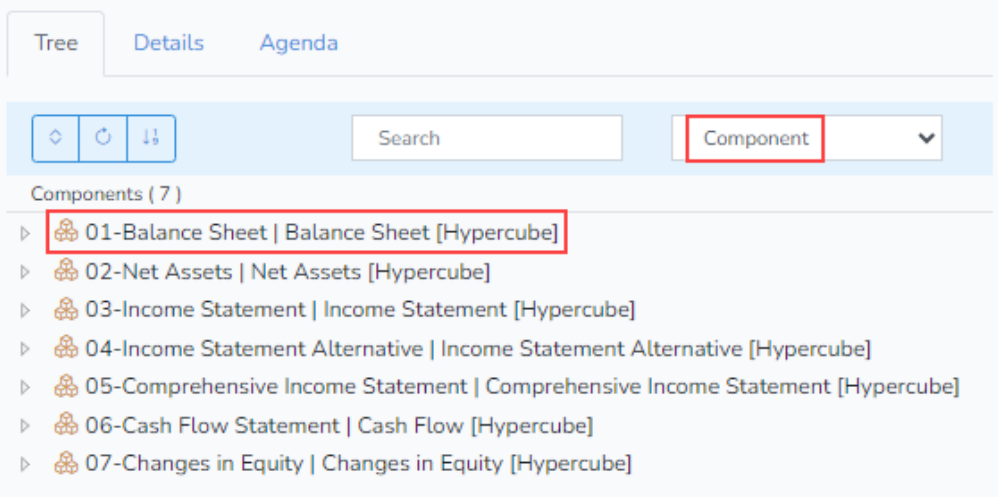 Tree Details Agenda
Search Component
Components ( 7 )
01-Balance Sheet | Balance Sheet [Hypercube]
02-Net Assets | Net Assets [Hypercube]
03-Income Statement | Income Statement [Hypercube]
04-Income Statement Alternative | Income Statement Alternative [Hypercube]
05-Comprehensive Income Statement | Comprehensive Income Statement [Hypercube]
06-Cash Flow Statement | Cash Flow [Hypercube]
07-Changes in Equity | Changes in Equity [Hypercube]